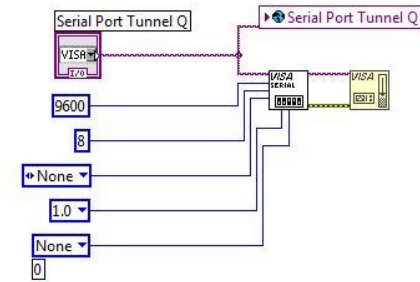 Serial Port Tunnel Q
Serial Port Tunnel Q
VISA
I/O
VISA
SERIAL
VISA
9600
8
None
1.0
None
0